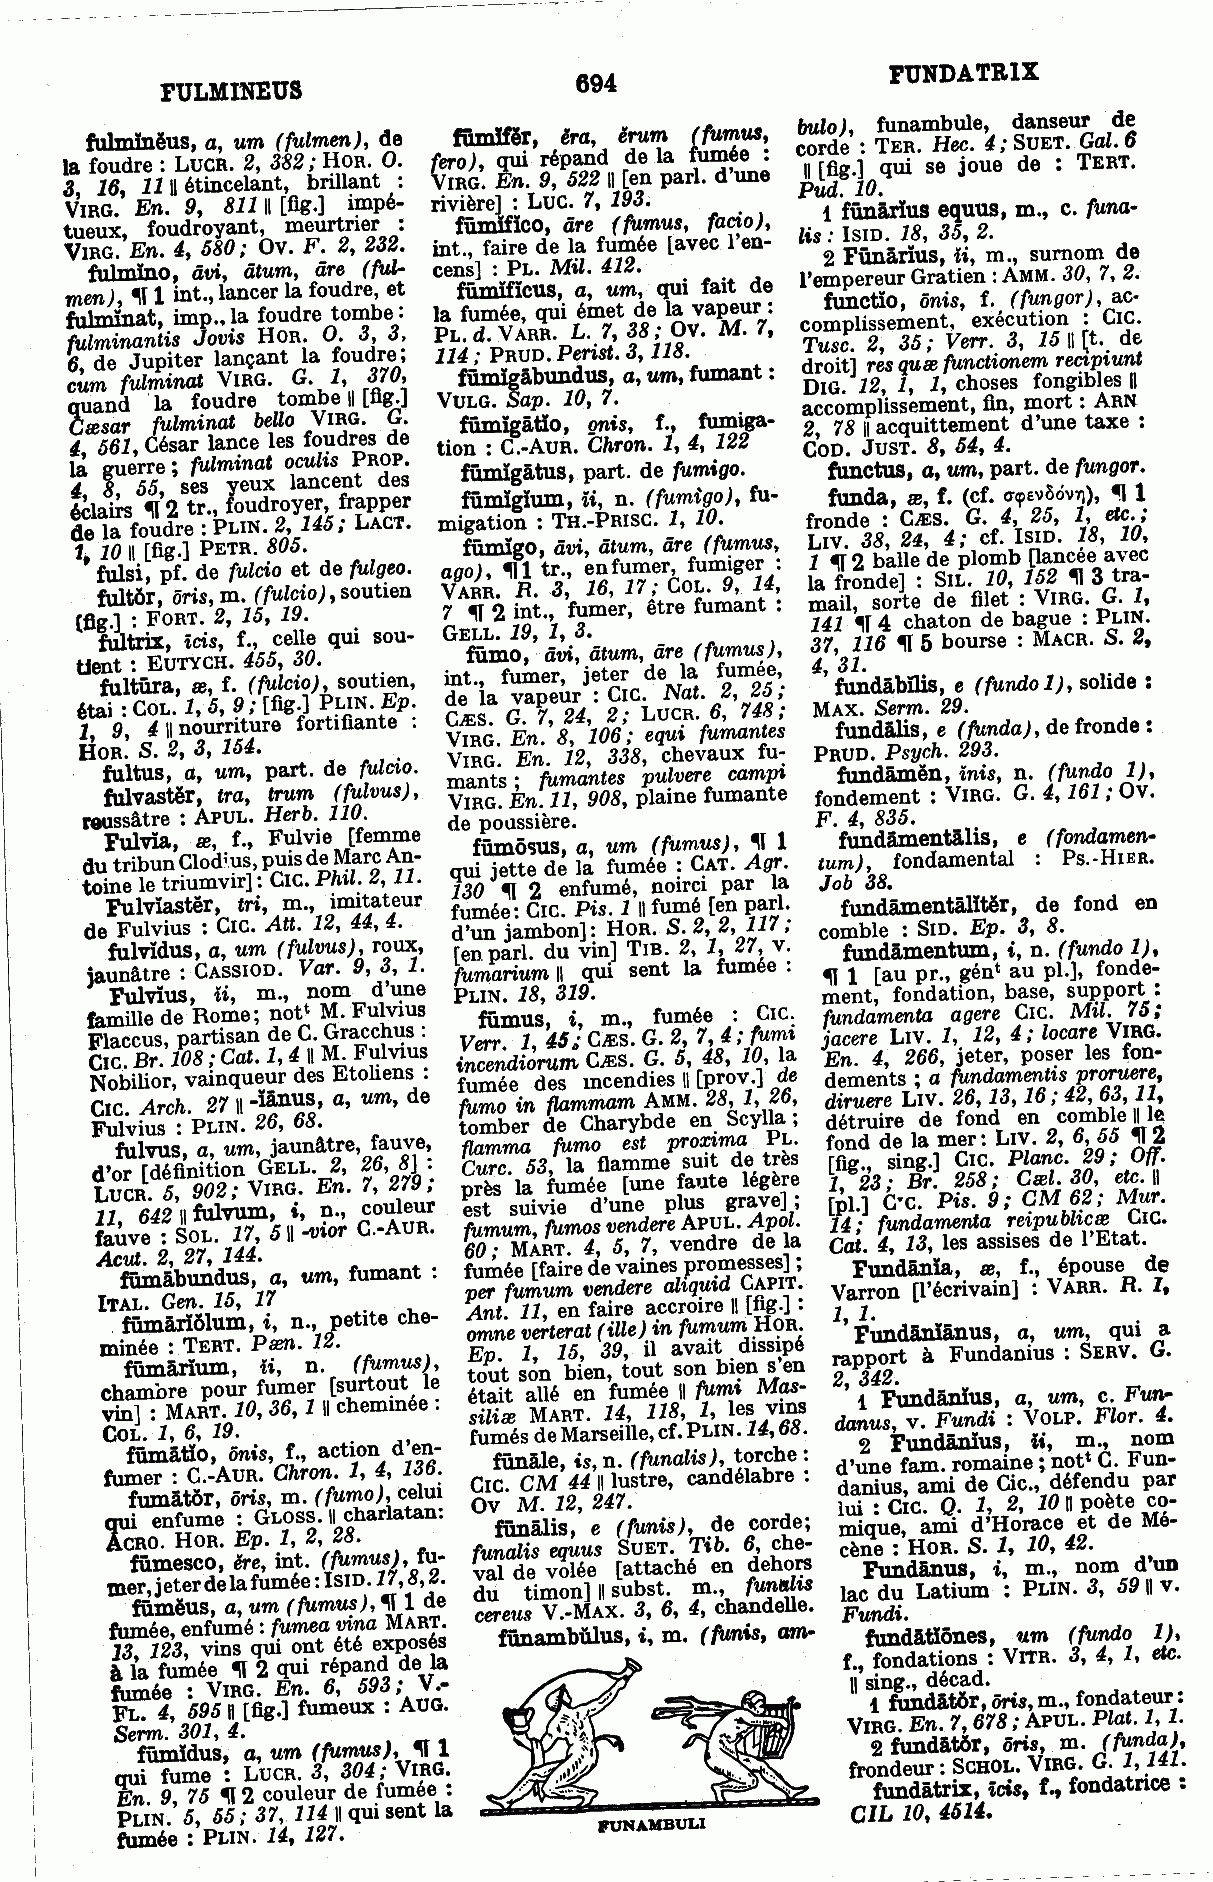 FULMINEUS
694
FUNDATRIX
fulmĭnĕus, a, um (fulmen), de
la foudre : LUCR. 2, 382 ; HOR. O.
3, 16, 11 || étincelant, brillant :
VIRG. En. 9, 811 || [fig.] impé-
tueux, foudroyant, meurtrier :
VIRG. En. 4, 580 ; OV. F. 2, 232.
fulmĭno, āvi, ātum, āre (ful-
men), ¶ 1 int., lancer la foudre, et
fulmĭnat, imp., la foudre tombe :
fulminantis Jovis HOR. O. 3, 3,
6, de Jupiter lançant la foudre ;
cum fulminat VIRG. G. 1, 370,
quand la foudre tombe || [fig.]
Cæsar fulminat bello VIRG. G.
4, 561, César lance les foudres de
la guerre ; fulminat oculis PROP.
4, 8, 55, ses yeux lancent des
éclairs ¶ 2 tr., foudroyer, frapper
de la foudre : PLIN. 2, 145 ; LACT.
1, 10 || [fig.] PETR. 805.
fulsi, pf. de fulcio et de fulgeo.
fultŏr, ōris, m. (fulcio), soutien
(fig.] : FORT. 2, 15, 19.
fultrix, īcis, f., celle qui sou-
tient : EUTYCH. 455, 30.
fultūra, æ, f. (fulcio), soutien,
étai : COL. 1, 5, 9 ; [fig.] PLIN. Ep.
1, 9, 4 || nourriture fortifiante :
HOR. S. 2, 3, 154.
fultus, a, um, part. de fulcio.
fulvastĕr, tra, trum (fulvus),
roussâtre : APUL. Herb. 110.
Fulvĭa, æ, f., Fulvie [femme
du tribun Clodius, puis de Marc An-
toine le triumvir] : CIC. Phil. 2, 11.
Fulvĭastĕr, tri, m., imitateur
de Fulvius : CIC. Att. 12, 44, 4.
fulvĭdus, a, um (fulvus), roux,
jaunâtre : CASSIOD. Var. 9, 3, 1.
Fulvĭus, ĭi, m., nom d'une
famille de Rome ; notᵗ M. Fulvius
Flaccus, partisan de C. Gracchus :
CIC. Br. 108 ; Cat. 1, 4 || M. Fulvius
Nobilior, vainqueur des Etoliens :
CIC. Arch. 27 || -ĭānus, a, um, de
Fulvius : PLIN. 26, 68.
fulvus, a, um, jaunâtre, fauve,
d'or [définition GELL. 2, 26, 8] :
LUCR. 5, 902 ; VIRG. En. 7, 279 ;
11, 642 || fulvum, i, n., couleur
fauve : SOL. 17, 5 || -vior C.-AUR.
Acut. 2, 27, 144.
fūmābundus, a, um, fumant :
ITAL. Gen. 15, 17
fūmārĭŏlum, i, n., petite che-
minée : TERT. Pæn. 12.
fūmārĭum, ĭi, n. (fumus),
chambre pour fumer [surtout le
vin] : MART. 10, 36, 1 || cheminée :
COL. 1, 6, 19.
fūmātĭo, ōnis, f., action d'en-
fumer : C.-AUR. Chron. 1, 4, 136.
fumātŏr, ōris, m. (fumo), celui
qui enfume : GLOSS. || charlatan :
ACRO. HOR. Ep. 1, 2, 28.
fūmesco, ĕre, int. (fumus), fu-
mer, jeter de la fumée : ISID. 17, 8, 2.
fūmĕus, a, um (fumus), ¶ 1 de
fumée, enfumé : fumea vina MART.
13, 123, vins qui ont été exposés
à la fumée ¶ 2 qui répand de la
fumée : VIRG. En. 6, 593 ; V.-
FL. 4, 595 || [fig.] fumeux : AUG.
Serm. 301, 4.
fūmĭdus, a, um (fumus), ¶ 1
qui fume : LUCR. 3, 304 ; VIRG.
En. 9, 75 ¶ 2 couleur de fumée :
PLIN. 5, 55 ; 37, 114 || qui sent la
fumée : PLIN. 14, 127.
fūmĭfĕr, ĕra, ĕrum (fumus,
fero), qui répand de la fumée :
VIRG. En. 9, 522 || [en parl. d'une
rivière] : LUC. 7, 193.
fūmĭfĭco, āre (fumus, facio),
int., faire de la fumée [avec l'en-
cens] : PL. Mil. 412.
fūmĭfĭcus, a, um, qui fait de
la fumée, qui émet de la vapeur :
PL. d. VARR. L. 7, 38 ; OV. M. 7,
114 ; PRUD. Perist. 3, 118.
fūmĭgābundus, a, um, fumant :
VULG. Sap. 10, 7.
fūmĭgātĭo, onis, f., fumiga-
tion : C.-AUR. Chron. 1, 4, 122
fūmĭgātus, part. de fumigo.
fūmĭgĭum, ĭi, n. (fumigo), fu-
migation : TH.-PRISC. 1, 10.
fūmĭgo, āvi, ātum, āre (fumus,
ago), ¶ 1 tr., enfumer, fumiger :
VARR. R. 3, 16, 17 ; COL. 9, 14,
7 ¶ 2 int., fumer, être fumant :
GELL. 19, 1, 3.
fūmo, āvi, ātum, āre (fumus),
int., fumer, jeter de la fumée,
de la vapeur : CIC. Nat. 2, 25 ;
CÆS. G. 7, 24, 2 ; LUCR. 6, 748 ;
VIRG. En. 8, 106 ; equi fumantes
VIRG. En. 12, 338, chevaux fu-
mants ; fumantes pulvere campi
VIRG. En. 11, 908, plaine fumante
de poussière.
fūmōsus, a, um (fumus), ¶ 1
qui jette de la fumée : CAT. Agr.
130 ¶ 2 enfumé, noirci par la
fumée : CIC. Pis. 1 || fumé [en parl.
d'un jambon] : HOR. S. 2, 2, 117 ;
[en parl. du vin] TIB. 2, 1, 27, v.
fumarium || qui sent la fumée :
PLIN. 18, 319.
fūmus, i, m., fumée : CIC.
Verr. 1, 45 ; CÆS. G. 2, 7, 4 ; fumi
incendiorum CÆS. G. 5, 48, 10, la
fumée des incendies || [prov.] de
fumo in flammam AMM. 28, 1, 26,
tomber de Charybde en Scylla ;
flamma fumo est proxima PL.
Curc. 53, la flamme suit de très
près la fumée [une faute légère
est suivie d'une plus grave] ;
fumum, fumos vendere APUL. Apol.
60 ; MART. 4, 5, 7, vendre de la
fumée [faire de vaines promesses] ;
per fumum vendere aliquid CAPIT.
Ant. 11, en faire accroire || [fig.] :
omne verterat (ille) in fumum HOR.
Ep. 1, 15, 39, il avait dissipé
tout son bien, tout son bien s'en
était allé en fumée || fumi Mas-
siliæ MART. 14, 118, 1, les vins
fumés de Marseille, cf. PLIN. 14, 68.
fūnāle, is, n. (funalis), torche :
CIC. CM 44 || lustre, candélabre :
OV M. 12, 247.
fūnālis, e (funis), de corde ;
funalis equus SUET. Tib. 6, che-
val de volée [attaché en dehors
du timon] || subst. m., funalis
cereus V.-MAX. 3, 6, 4, chandelle.
fūnambŭlus, i, m. (funis, am-
FUNAMBULI
bulo), funambule, danseur de
corde : TER. Hec. 4 ; SUET. Gal. 6
|| [fig.] qui se joue de : TERT.
Pud. 10.
1 fūnārĭus equus, m., c. funa-
lis : ISID. 18, 35, 2.
2 Fūnārĭus, ĭi, m., surnom de
l'empereur Gratien : AMM. 30, 7, 2.
functĭo, ōnis, f. (fungor), ac-
complissement, exécution : CIC.
Tusc. 2, 35 ; Verr. 3, 15 || [t. de
droit] res quæ functionem recipiunt
DIG. 12, 1, 1, choses fongibles ||
accomplissement, fin, mort : ARN
2, 78 || acquittement d'une taxe :
COD. JUST. 8, 54, 4.
functus, a, um, part. de fungor.
funda, æ, f. (cf. σφενδόνη), ¶ 1
fronde : CÆS. G. 4, 25, 1, etc. ;
LIV. 38, 24, 4 ; cf. ISID. 18, 10,
1 ¶ 2 balle de plomb [lancée avec
la fronde] : SIL. 10, 152 ¶ 3 tra-
mail, sorte de filet : VIRG. G. 1,
141 ¶ 4 chaton de bague : PLIN.
37, 116 ¶ 5 bourse : MACR. S. 2,
4, 31.
fundābĭlis, e (fundo 1), solide :
MAX. Serm. 29.
fundālis, e (funda), de fronde :
PRUD. Psych. 293.
fundāmĕn, ĭnis, n. (fundo 1),
fondement : VIRG. G. 4, 161 ; OV.
F. 4, 835.
fundāmentālis, e (fondamen-
tum), fondamental : PS.-HIER.
Job 38.
fundāmentālĭtĕr, de fond en
comble : SID. Ep. 3, 8.
fundāmentum, i, n. (fundo 1),
¶ 1 [au pr., génᵗ au pl.], fonde-
ment, fondation, base, support :
fundamenta agere CIC. Mil. 75 ;
jacere LIV. 1, 12, 4 ; locare VIRG.
En. 4, 266, jeter, poser les fon-
dements ; a fundamentis proruere,
diruere LIV. 26, 13, 16 ; 42, 63, 11,
détruire de fond en comble || le
fond de la mer : LIV. 2, 6, 55 ¶ 2
[fig., sing.] CIC. Planc. 29 ; Off.
1, 23 ; Br. 258 ; Cæl. 30, etc. ||
[pl.] CIC. Pis. 9 ; CM 62 ; Mur.
14 ; fundamenta reipublicæ CIC.
Cat. 4, 13, les assises de l'Etat.
Fundānĭa, æ, f., épouse de
Varron [l'écrivain] : VARR. R. 1,
1, 1.
Fundānĭānus, a, um, qui a
rapport à Fundanius : SERV. G.
2, 342.
1 Fundānĭus, a, um, c. Fun-
danus, v. Fundi : VOLP. Flor. 4.
2 Fundānĭus, ĭi, m., nom
d'une fam. romaine ; notᵗ C. Fun-
danius, ami de Cic., défendu par
lui : CIC. Q. 1, 2, 10 || poète co-
mique, ami d'Horace et de Mé-
cène : HOR. S. 1, 10, 42.
Fundānus, i, m., nom d'un
lac du Latium : PLIN. 3, 59 || v.
Fundi.
fundātĭōnes, um (fundo 1),
f., fondations : VITR. 3, 4, 1, etc.
|| sing., décad.
1 fundātŏr, ōris, m., fondateur :
VIRG. En. 7, 678 ; APUL. Plat. 1, 1.
2 fundātŏr, ōris, m. (funda),
frondeur : SCHOL. VIRG. G. 1, 141.
fundātrix, īcis, f., fondatrice :
CIL 10, 4514.